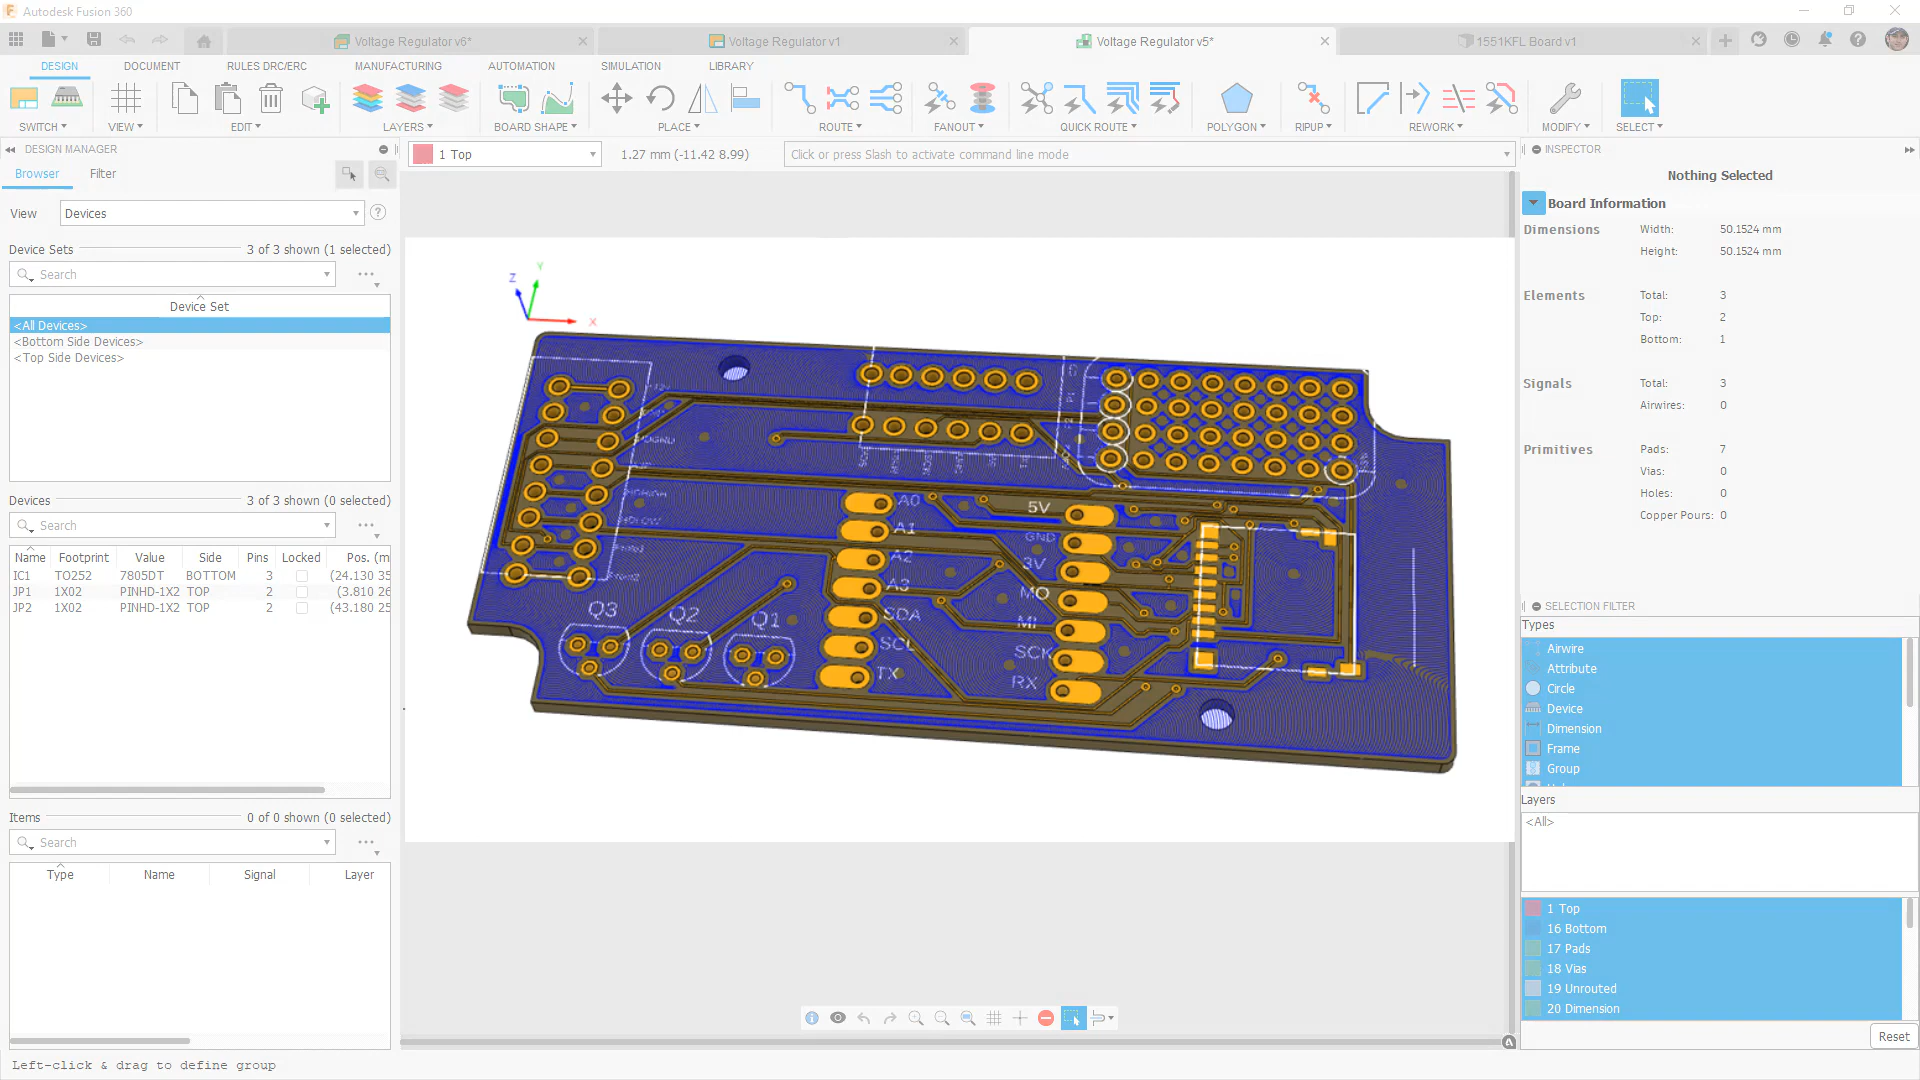 Autodesk Fusion 360
Voltage Regulator v6*
Voltage Regulator v1
Voltage Regulator v5*
1551KFL Board v1
DESIGN
DOCUMENT
RULES DRC/ERC
MANUFACTURING
AUTOMATION
SIMULATION
LIBRARY
SWITCH
VIEW
EDIT
LAYERS
BOARD SHAPE
PLACE
ROUTE
FANOUT
QUICK ROUTE
POLYGON
RIPUP
REWORK
MODIFY
SELECT
DESIGN MANAGER
1 Top
1.27 mm (-11.42 8.99)
Click or press Slash to activate command line mode
INSPECTOR
Browser
Filter
Nothing Selected
View
Devices
Board Information
Dimensions
Width:
50.1524 mm
Height:
50.1524 mm
Device Sets
3 of 3 shown (1 selected)
Search
Device Set
<All Devices>
<Bottom Side Devices>
<Top Side Devices>
Elements
Total:
3
Top:
2
Bottom:
1
Signals
Total:
3
Airwires:
0
Primitives
Pads:
7
Vias:
0
Holes:
0
Copper Pours:
0
Devices
3 of 3 shown (0 selected)
Search
Name Footprint Value Side Pins Locked Pos. (m
IC1 TO252 7805DT BOTTOM 3 (24.130 35
JP1 1X02 PINHD-1X2 TOP 2 (3.810 26
JP2 1X02 PINHD-1X2 TOP 2 (43.180 25
Z
Y
X
A0
A1
A2
A3
SDA
SCL
TX
5V
GND
3V
MO
MI
SCK
RX
Q3
Q2
Q1
SELECTION FILTER
Types
Airwire
Attribute
Circle
Device
Dimension
Frame
Group
Layers
<All>
1 Top
16 Bottom
17 Pads
18 Vias
19 Unrouted
20 Dimension
Reset
Items
0 of 0 shown (0 selected)
Search
Type Name Signal Layer
Left-click & drag to define group